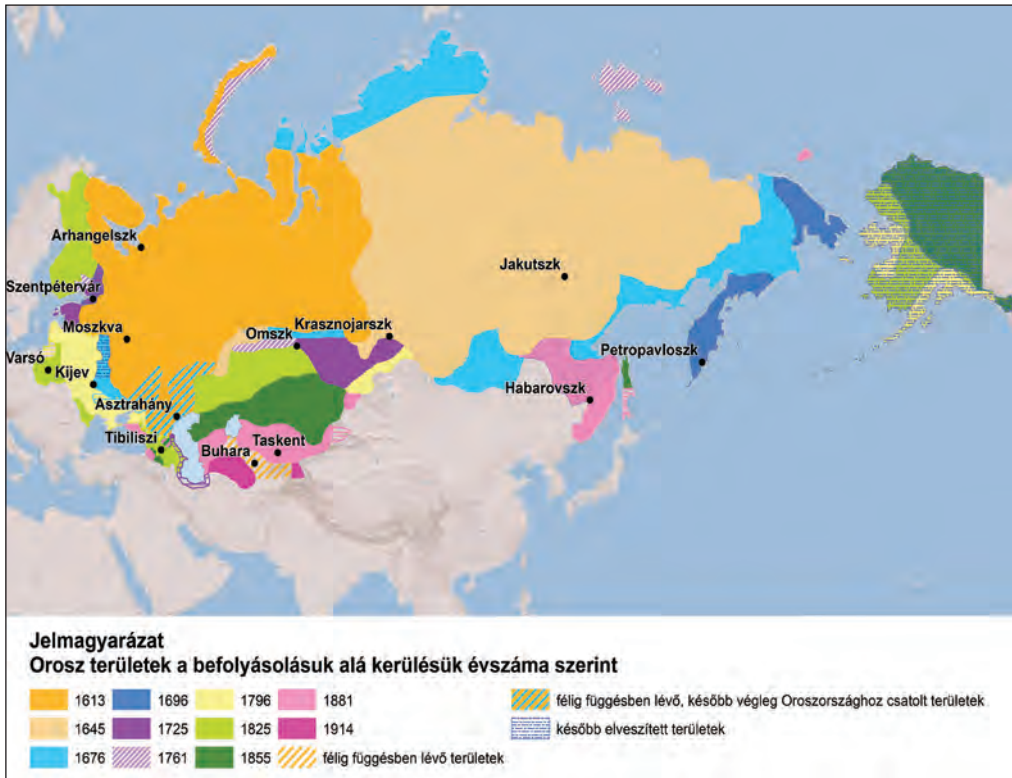 Arhangelszk
Jakutszk
Szentpétervár
Krasznojarszk
Omszk
Moszkva
Petropavloszk
Varsó
Kijev
Habarovszk
Asztrahány
Tibiliszi
Taskent
Buhara
Jelmagyarázat
Orosz területek a befolyásolásuk alá kerülésük évszáma szerint
1613 1696 1796 1881 félig függésben lévő, később végleg Oroszországhoz csatolt területek
1645 1725 1825 1914 később elveszített területek
1676 1761 1855 félig függésben lévő területek